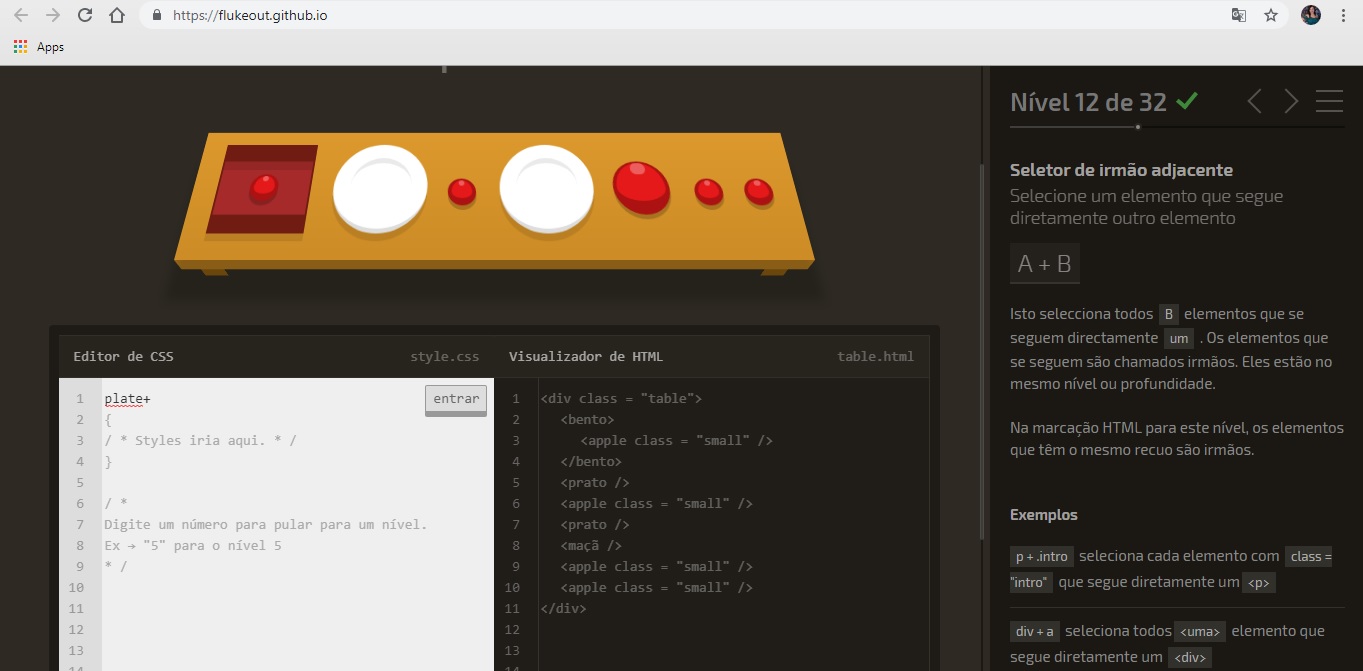 https://flukeout.github.io
Apps
Nível 12 de 32
Seletor de irmão adjacente
Selecione um elemento que segue
diretamente outro elemento
A + B
Isto selecciona todos B elementos que se
seguem directamente um . Os elementos que
se seguem são chamados irmãos. Eles estão no
mesmo nível ou profundidade.
Na marcação HTML para este nível, os elementos
que têm o mesmo recuo são irmãos.
Exemplos
p + .intro seleciona cada elemento com class =
"intro" que segue diretamente um <p>
div + a seleciona todos <uma> elemento que
segue diretamente um <div>
Editor de CSS style.css
1 plate+ entrar
2 {
3 / * Styles iria aqui. * /
4 }
5
6 / *
7 Digite um número para pular para um nível.
8 Ex → "5" para o nível 5
9 * /
10
11
12
13
14
Visualizador de HTML table.html
1 <div class = "table">
2 <bento>
3 <apple class = "small" />
4 </bento>
5 <prato />
6 <apple class = "small" />
7 <prato />
8 <maçã />
9 <apple class = "small" />
10 <apple class = "small" />
11 </div>
12
13
14